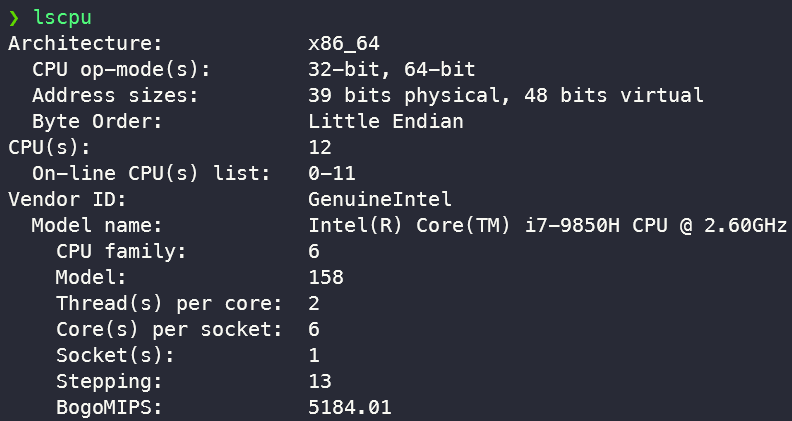 ❯ lscpu
Architecture: x86_64
CPU op-mode(s): 32-bit, 64-bit
Address sizes: 39 bits physical, 48 bits virtual
Byte Order: Little Endian
CPU(s): 12
On-line CPU(s) list: 0-11
Vendor ID: GenuineIntel
Model name: Intel(R) Core(TM) i7-9850H CPU @ 2.60GHz
CPU family: 6
Model: 158
Thread(s) per core: 2
Core(s) per socket: 6
Socket(s): 1
Stepping: 13
BogoMIPS: 5184.01